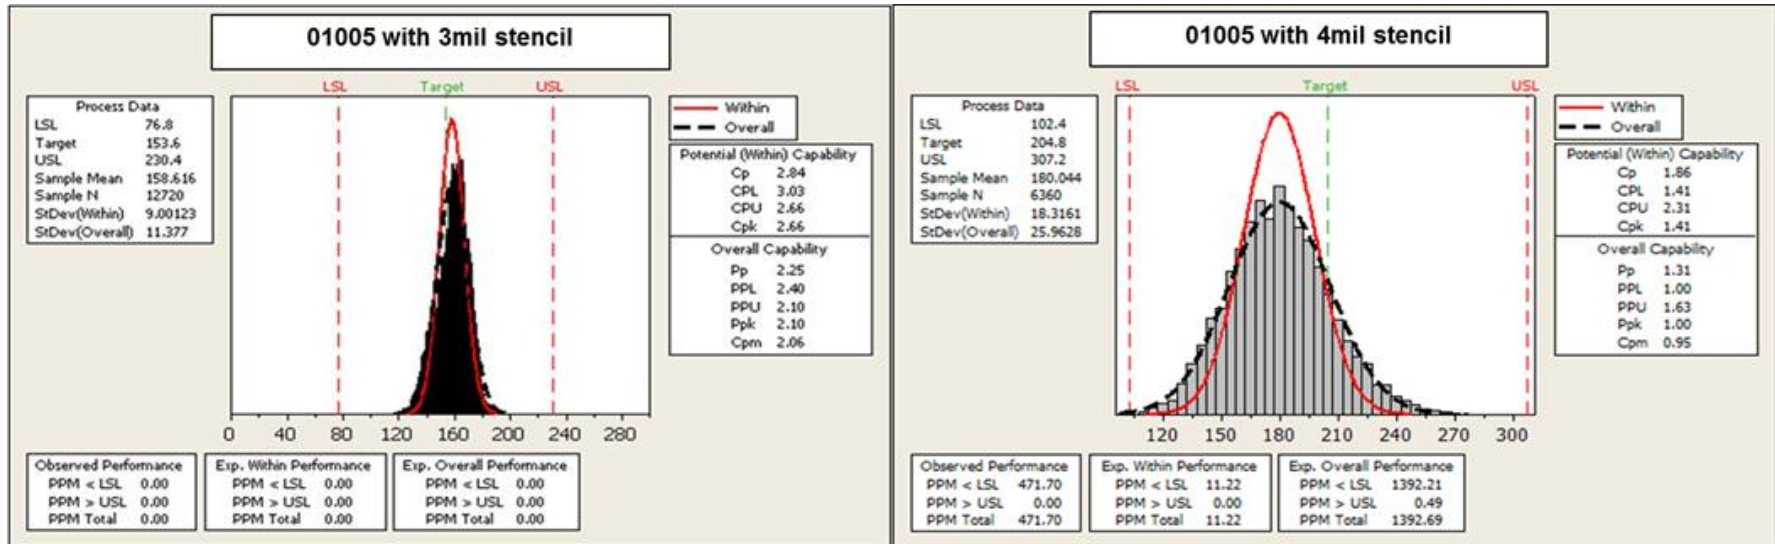 01005 with 3mil stencil
LSL Target USL
Process Data
LSL 76.8
Target 153.6
USL 230.4
Sample Mean 158.616
Sample N 12720
StDev(Within) 9.00123
StDev(Overall) 11.377
Within
Overall
Potential (Within) Capability
Cp 2.84
CPL 3.03
CPU 2.66
Cpk 2.66
Overall Capability
Pp 2.25
PPL 2.40
PPU 2.10
Ppk 2.10
Cpm 2.06
0 40 80 120 160 200 240 280
Observed Performance
PPM < LSL 0.00
PPM > USL 0.00
PPM Total 0.00
Exp. Within Performance
PPM < LSL 0.00
PPM > USL 0.00
PPM Total 0.00
Exp. Overall Performance
PPM < LSL 0.00
PPM > USL 0.00
PPM Total 0.00
01005 with 4mil stencil
LSL Target USL
Process Data
LSL 102.4
Target 204.8
USL 307.2
Sample Mean 180.044
Sample N 6360
StDev(Within) 18.3161
StDev(Overall) 25.9628
Within
Overall
Potential (Within) Capability
Cp 1.86
CPL 1.41
CPU 2.31
Cpk 1.41
Overall Capability
Pp 1.31
PPL 1.00
PPU 1.63
Ppk 1.00
Cpm 0.95
120 150 180 210 240 270 300
Observed Performance
PPM < LSL 471.70
PPM > USL 0.00
PPM Total 471.70
Exp. Within Performance
PPM < LSL 11.22
PPM > USL 0.00
PPM Total 11.22
Exp. Overall Performance
PPM < LSL 1392.21
PPM > USL 0.49
PPM Total 1392.69